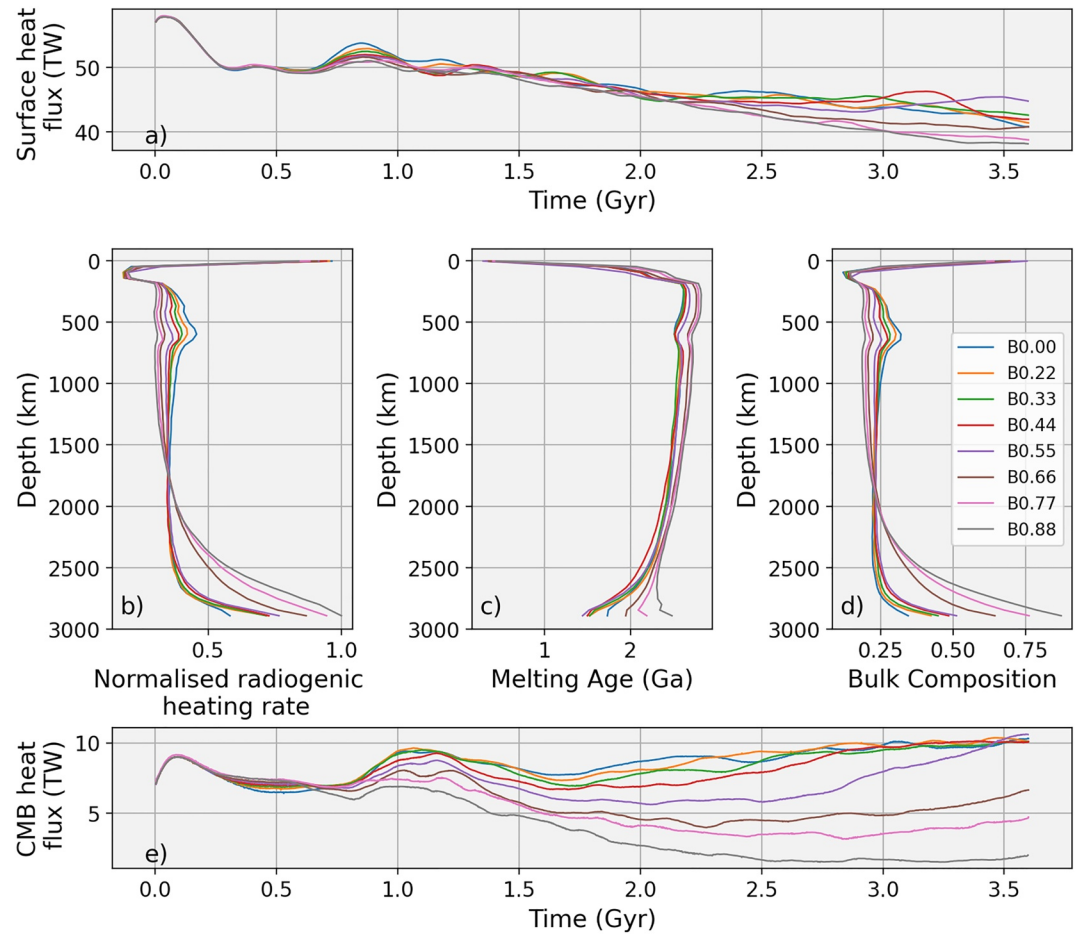 Surface heat
flux (TW)
50
40
a)
0.0 0.5 1.0 1.5 2.0 2.5 3.0 3.5
Time (Gyr)
Depth (km)
0
500
1000
1500
2000
2500
3000
b)
0.5 1.0
Normalised radiogenic
heating rate
Depth (km)
0
500
1000
1500
2000
2500
3000
c)
1 2
Melting Age (Ga)
Depth (km)
0
500
1000
1500
2000
2500
3000
B0.00
B0.22
B0.33
B0.44
B0.55
B0.66
B0.77
B0.88
d)
0.25 0.50 0.75
Bulk Composition
CMB heat
flux (TW)
10
5
e)
0.0 0.5 1.0 1.5 2.0 2.5 3.0 3.5
Time (Gyr)